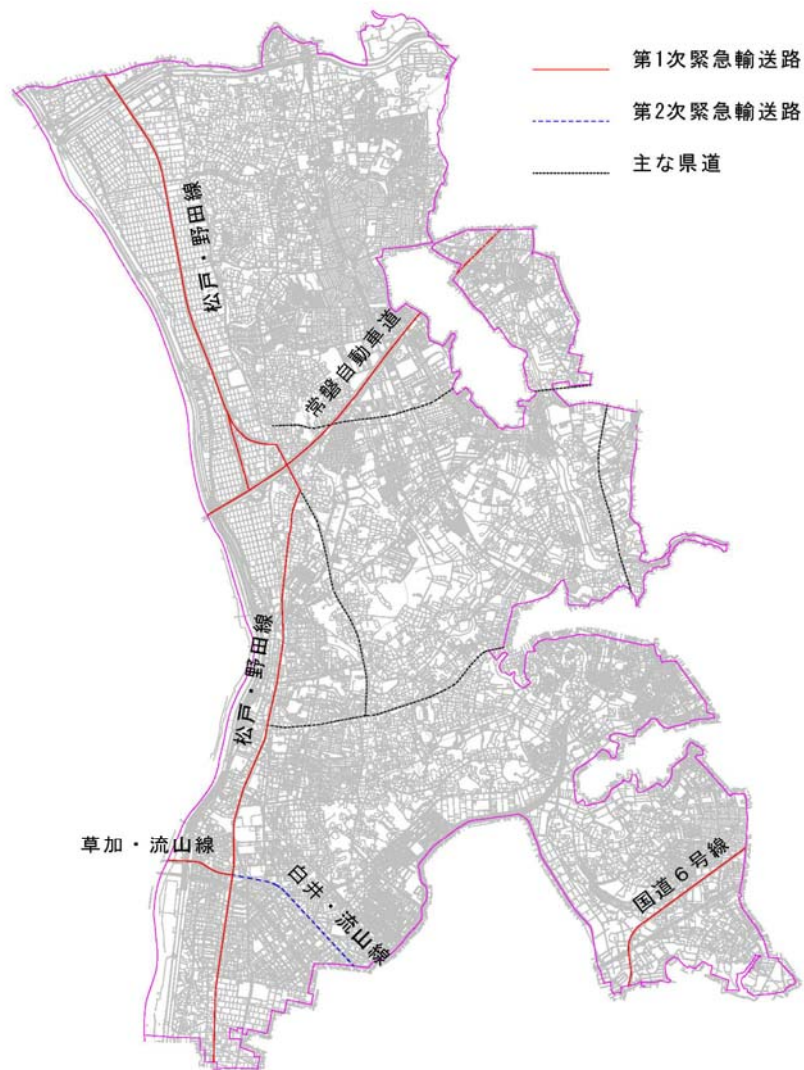 第1次緊急輸送路
第2次緊急輸送路
主な県道
松戸・野田線
常磐自動車道
松戸・野田線
草加・流山線
白井・流山線
国道6号線